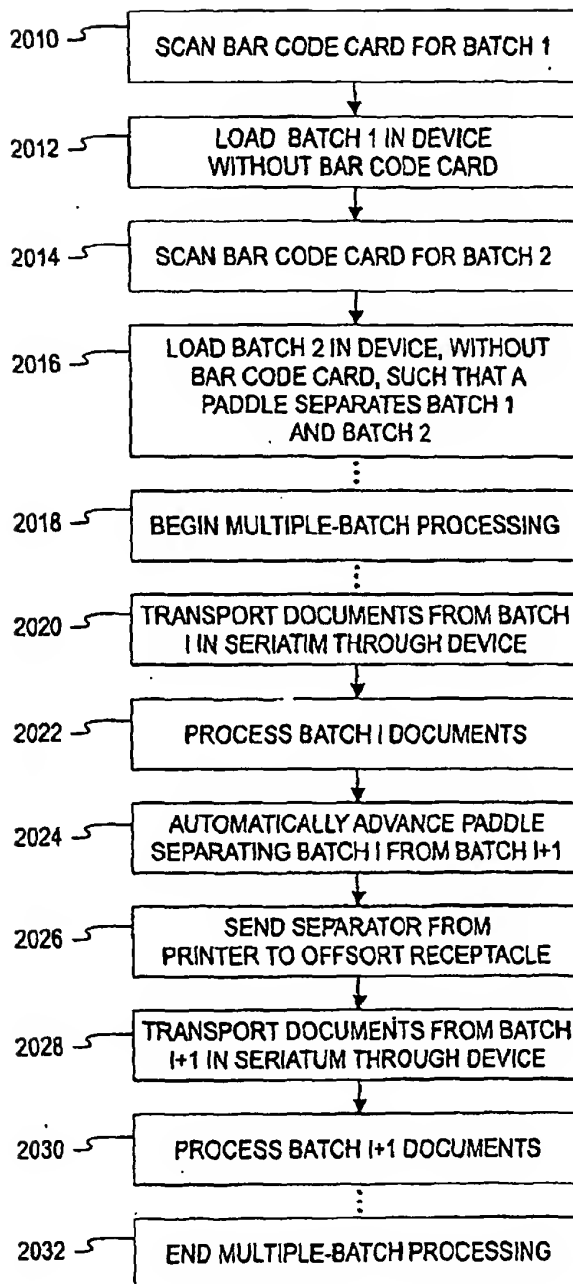 2010
SCAN BAR CODE CARD FOR BATCH 1
2012
LOAD BATCH 1 IN DEVICE
WITHOUT BAR CODE CARD
2014
SCAN BAR CODE CARD FOR BATCH 2
2016
LOAD BATCH 2 IN DEVICE, WITHOUT
BAR CODE CARD, SUCH THAT A
PADDLE SEPARATES BATCH 1
AND BATCH 2
2018
BEGIN MULTIPLE-BATCH PROCESSING
2020
TRANSPORT DOCUMENTS FROM BATCH
I IN SERIATIM THROUGH DEVICE
2022
PROCESS BATCH I DOCUMENTS
2024
AUTOMATICALLY ADVANCE PADDLE
SEPARATING BATCH I FROM BATCH I+1
2026
SEND SEPARATOR FROM
PRINTER TO OFFSORT RECEPTACLE
2028
TRANSPORT DOCUMENTS FROM BATCH
I+1 IN SERIATUM THROUGH DEVICE
2030
PROCESS BATCH I+1 DOCUMENTS
2032
END MULTIPLE-BATCH PROCESSING